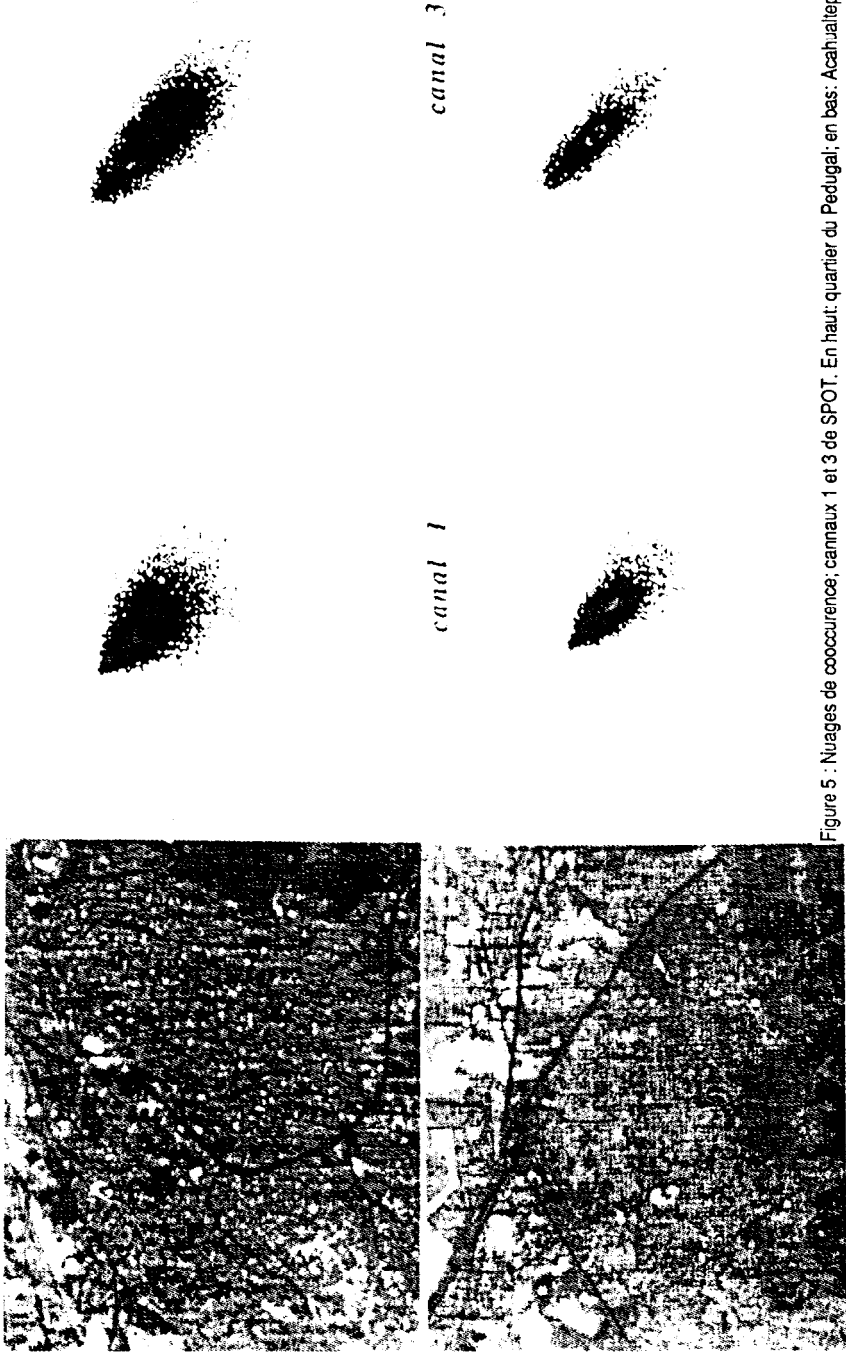 canal 1
canal 3
Figure 5 : Nuages de cooccurence; cannaux 1 et 3 de SPOT. En haut: quartier du Pedugal; en bas: Acahualtep